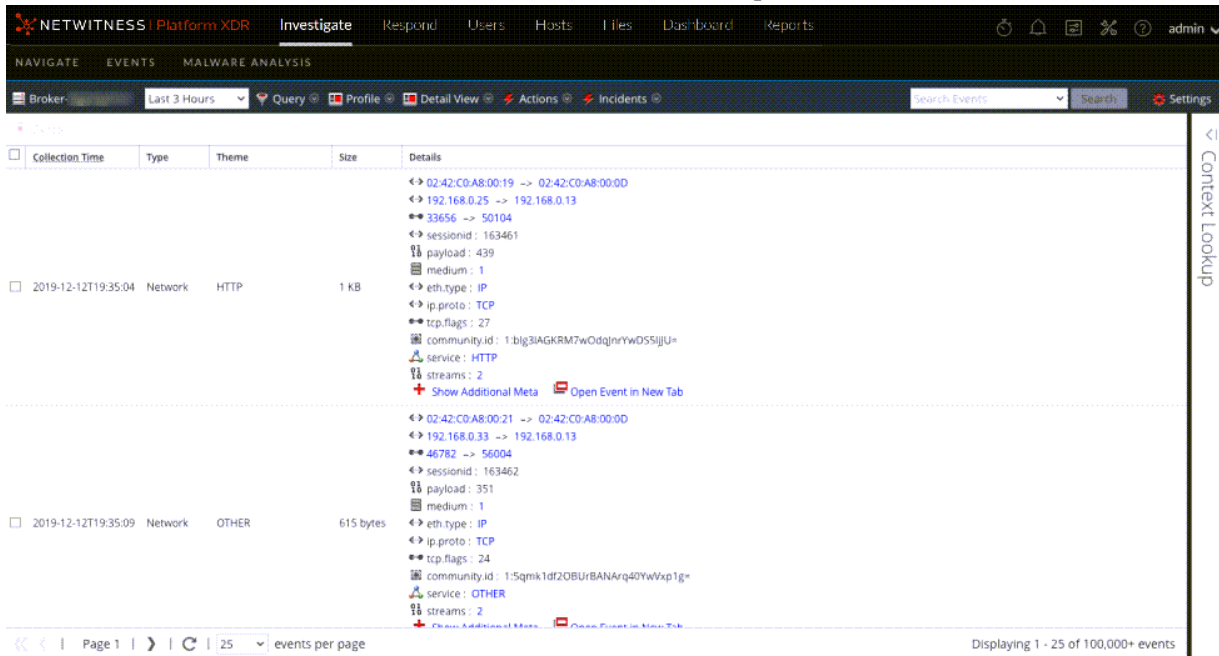 NETWITNESS | Platform XDR Investigate Respond Users Hosts Files Dashboard Reports admin
NAVIGATE EVENTS MALWARE ANALYSIS
Broker- Last 3 Hours Query Profile Detail View Actions Incidents Search Events Search Settings
Collection Time Type Theme Size Details
Context Lookup
02:42:C0:A8:00:19 -> 02:42:C0:A8:00:0D
192.168.0.25 -> 192.168.0.13
33656 -> 50104
sessionid : 163461
payload : 439
medium : 1
2019-12-12T19:35:04 Network HTTP 1 KB eth.type : IP
ip.proto : TCP
tcp.flags : 27
community.id :
service : HTTP
streams : 2
Show Additional Meta Open Event in New Tab
02:42:C0:A8:00:21 -> 02:42:C0:A8:00:0D
192.168.0.33 -> 192.168.0.13
46782 -> 56004
sessionid : 163462
payload : 351
medium : 1
2019-12-12T19:35:09 Network OTHER 615 bytes eth.type : IP
ip.proto : TCP
tcp.flags : 24
community.id : 1:5qmk1df2OBUrBANArq40YwVxp1g=
service : OTHER
streams : 2
Show Additional Meta Open Event in New Tab
Page 1 | 25 events per page Displaying 1 - 25 of 100,000+ events